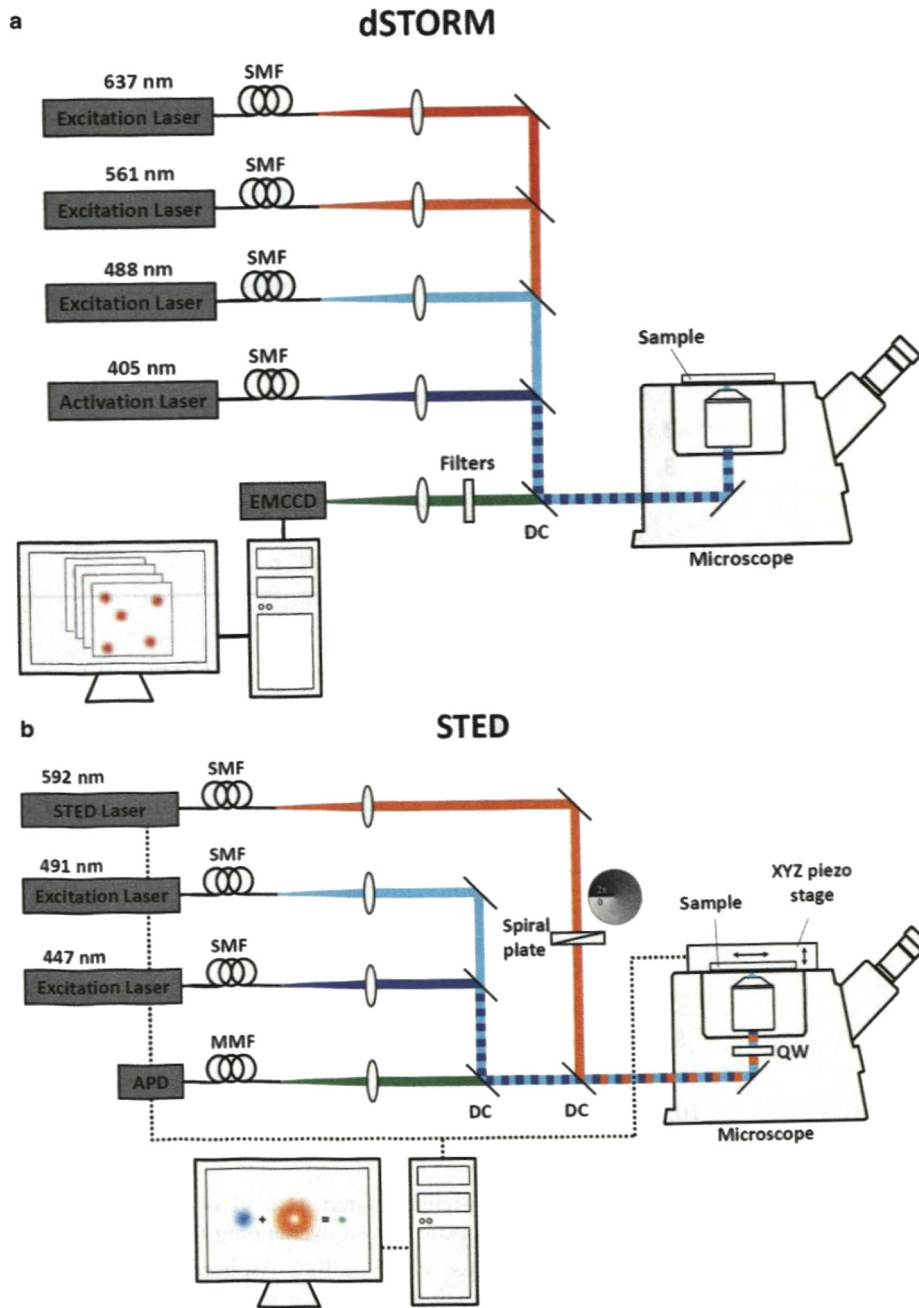 a
dSTORM
637 nm
SMF
Excitation Laser
561 nm
SMF
Excitation Laser
488 nm
SMF
Excitation Laser
405 nm
SMF
Activation Laser
Sample
Filters
EMCCD
DC
Microscope
b
STED
592 nm
SMF
STED Laser
491 nm
SMF
Excitation Laser
2π
0
Spiral
plate
XYZ piezo
stage
Sample
447 nm
SMF
Excitation Laser
MMF
APD
QW
DC
DC
Microscope
+
=